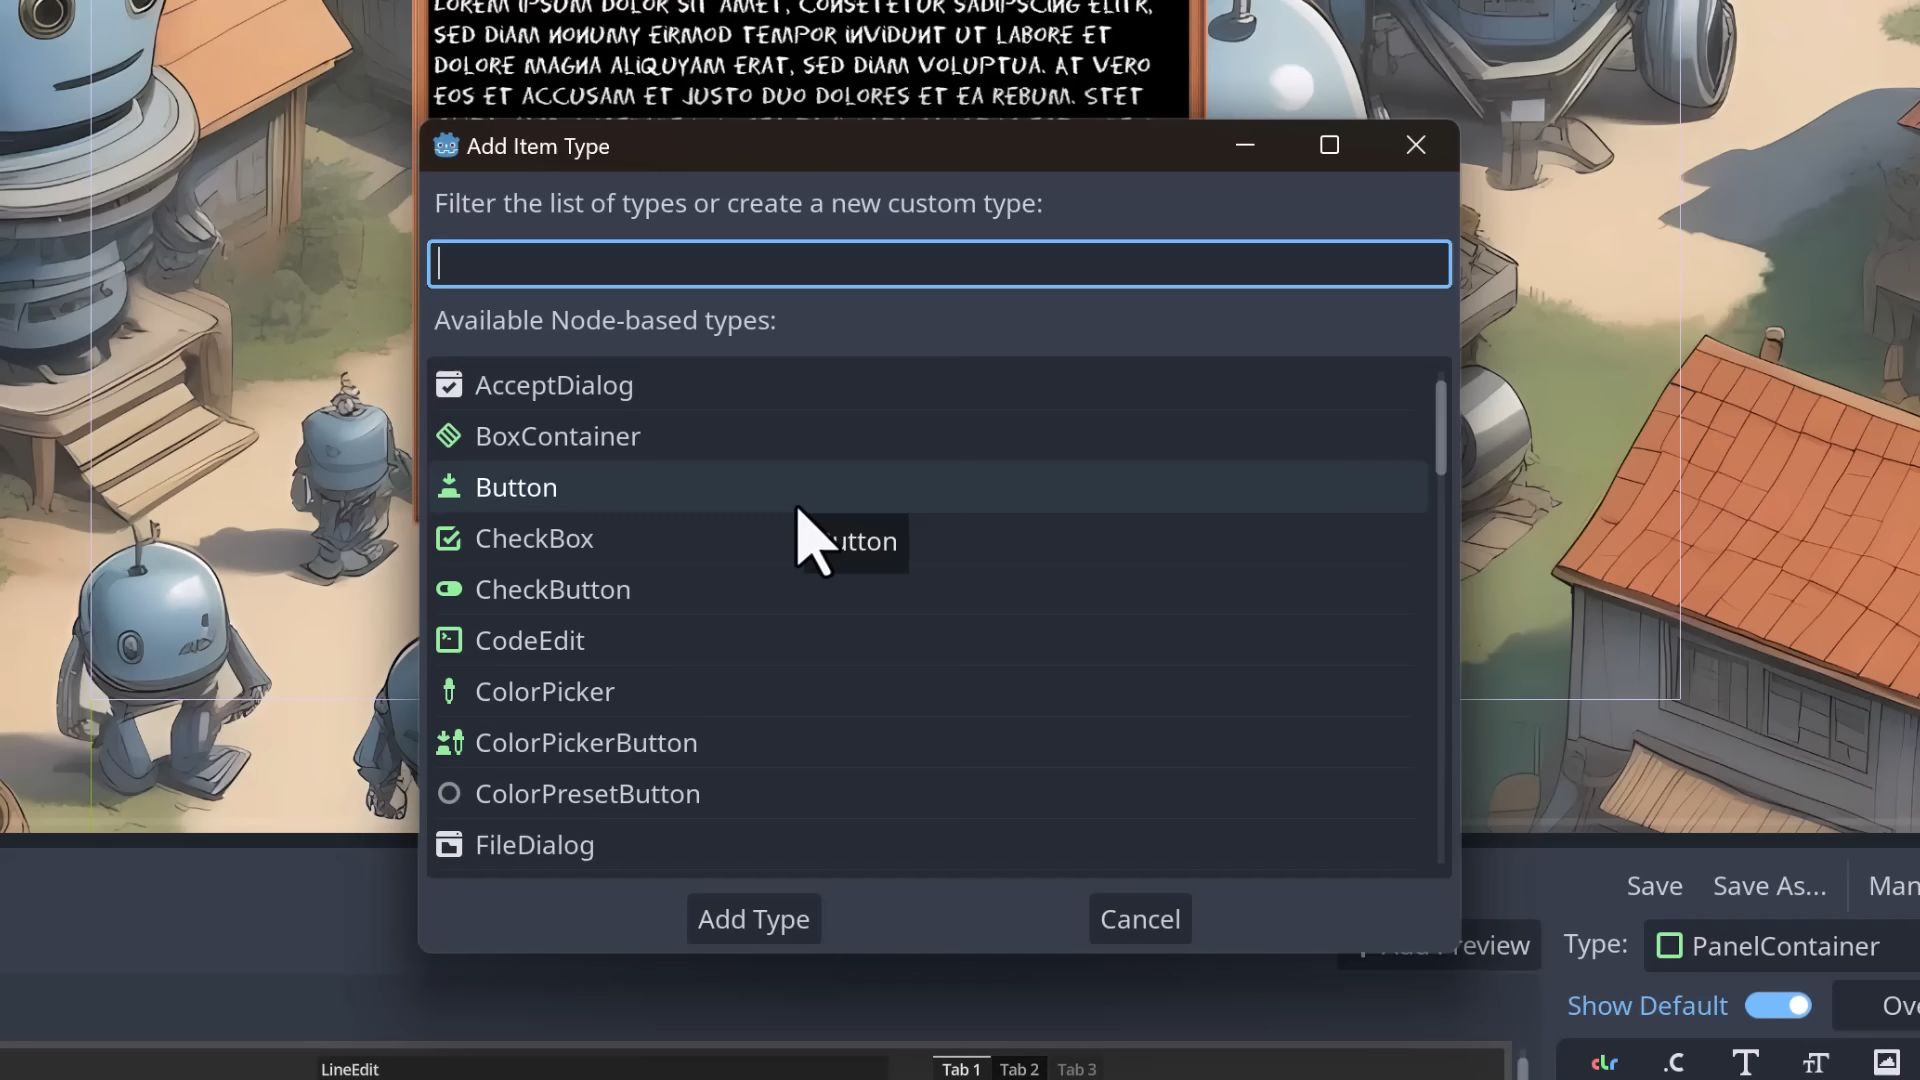 LOREM IPSUM DOLOR SIT AMET, CONSETETUR SADIPSCING ELITR,
SED DIAM NONUMY EIRMOD TEMPOR INVIDUNT UT LABORE ET
DOLORE MAGNA ALIQUYAM ERAT, SED DIAM VOLUPTUA. AT VERO
EOS ET ACCUSAM ET JUSTO DUO DOLORES ET EA REBUM. STET
Add Item Type
Filter the list of types or create a new custom type:
Available Node-based types:
AcceptDialog
BoxContainer
Button
CheckBox
utton
CheckButton
CodeEdit
ColorPicker
ColorPickerButton
ColorPresetButton
FileDialog
Add Type
Cancel
Save
Save As...
Man
Preview
Type:
PanelContainer
Show Default
Ove
LineEdit
Tab 1
Tab 2
Tab 3